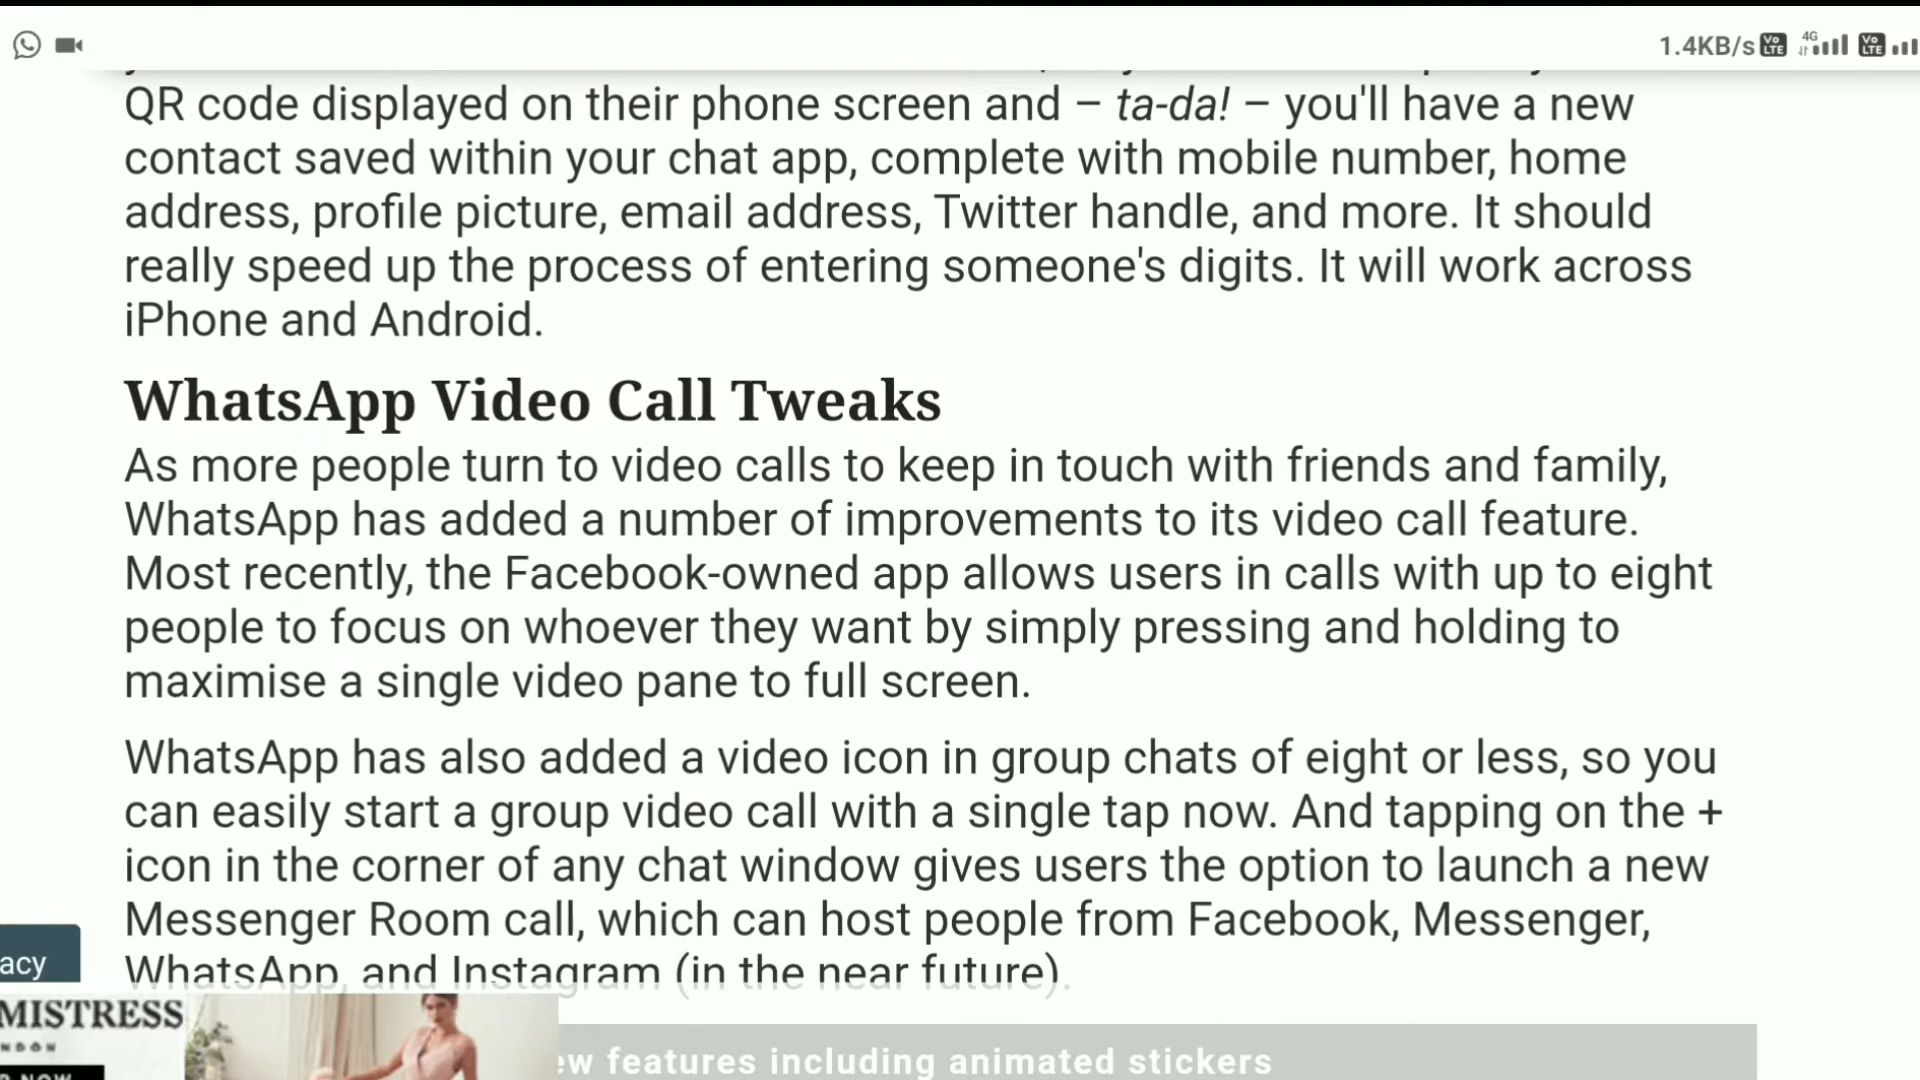 1.4KB/s Vo LTE 4G Vo LTE
QR code displayed on their phone screen and – ta-da! – you'll have a new
contact saved within your chat app, complete with mobile number, home
address, profile picture, email address, Twitter handle, and more. It should
really speed up the process of entering someone's digits. It will work across
iPhone and Android.
WhatsApp Video Call Tweaks
As more people turn to video calls to keep in touch with friends and family,
WhatsApp has added a number of improvements to its video call feature.
Most recently, the Facebook-owned app allows users in calls with up to eight
people to focus on whoever they want by simply pressing and holding to
maximise a single video pane to full screen.
WhatsApp has also added a video icon in group chats of eight or less, so you
can easily start a group video call with a single tap now. And tapping on the +
icon in the corner of any chat window gives users the option to launch a new
Messenger Room call, which can host people from Facebook, Messenger,
WhatsApp, and Instagram (in the near future).
acy
MISTRESS
NDON
P NOW
ew features including animated stickers